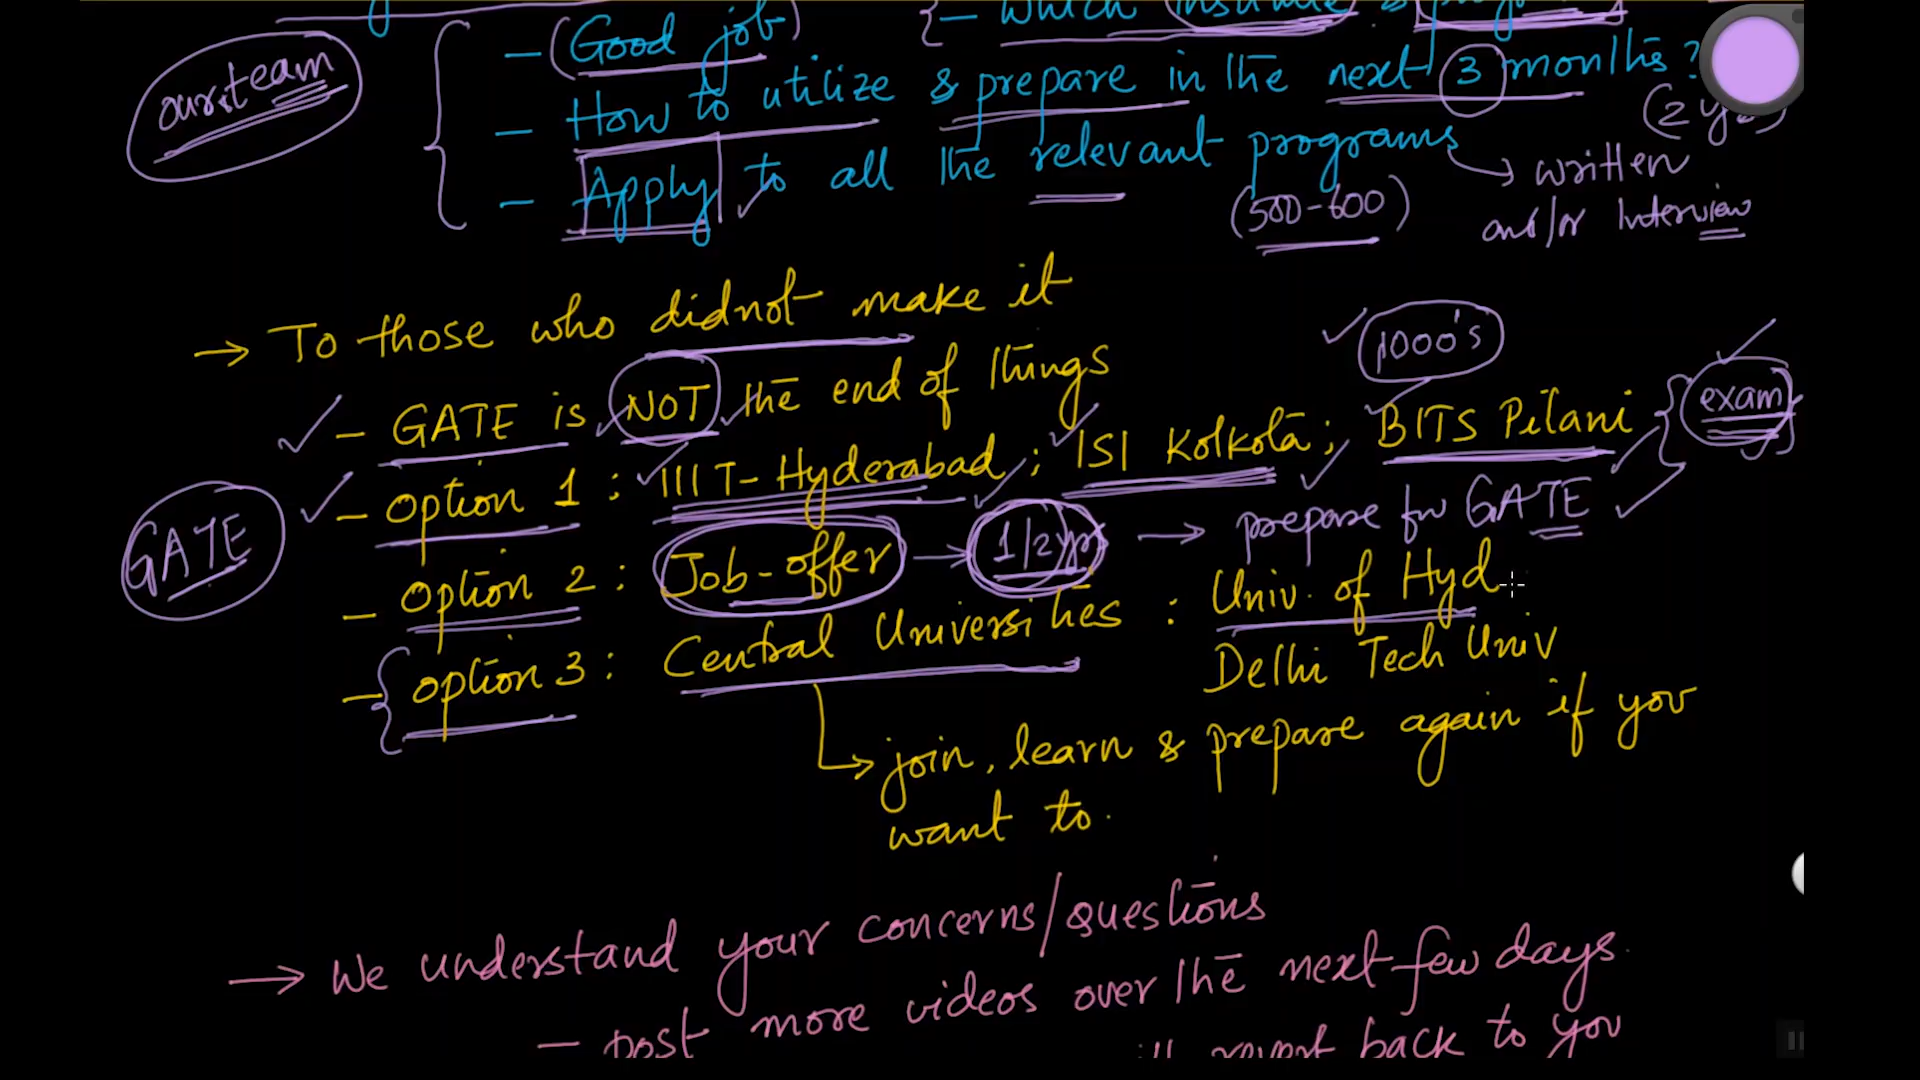 - (Good job) {- which institute &
our team
- How to utilize & prepare in the next 3 months?
(2 yrs)
- Apply to all the relevant programs → written
(500-600) and/or Interview
→ To those who didnot make it
1000's
- GATE is NOT the end of things
exam
- option 1 : IIIT-Hyderabad ; ISI Kolkota ; BITS Pilani
GATE
- option 2 : Job-offer → 1/2 yrs → prepare for GATE
- option 3 : Central Universities : Univ. of Hyd
Delhi Tech Univ
→ join, learn & prepare again if you
want to.
→ We understand your concerns/questions
- post more videos over the next few days.
back to you